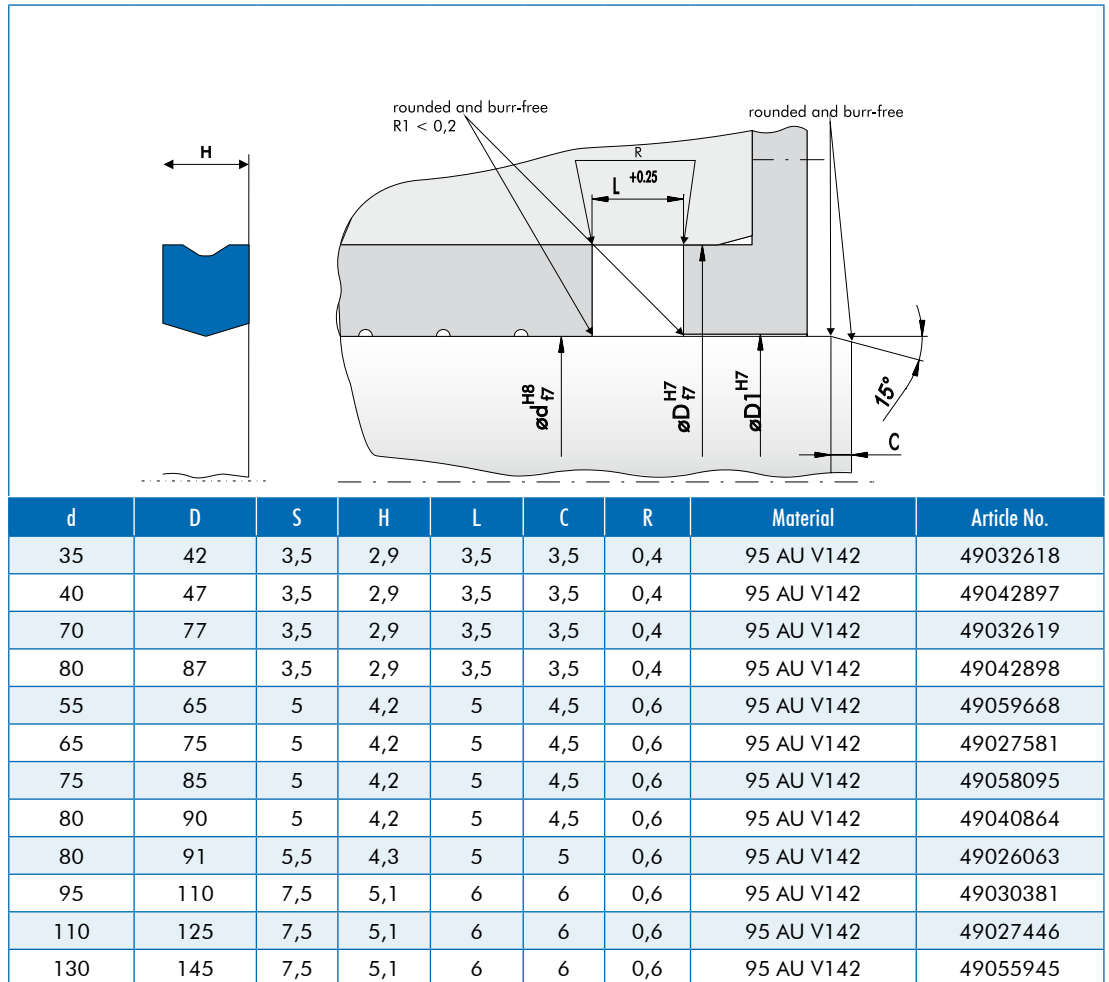 rounded and burr-free
R1 < 0,2
rounded and burr-free
H
R
L +0.25
ød H8 f7
øD H7 f7
øD1 H7
15°
C
d D S H L C R Material Article No.
35 42 3,5 2,9 3,5 3,5 0,4 95 AU V142 49032618
40 47 3,5 2,9 3,5 3,5 0,4 95 AU V142 49042897
70 77 3,5 2,9 3,5 3,5 0,4 95 AU V142 49032619
80 87 3,5 2,9 3,5 3,5 0,4 95 AU V142 49042898
55 65 5 4,2 5 4,5 0,6 95 AU V142 49059668
65 75 5 4,2 5 4,5 0,6 95 AU V142 49027581
75 85 5 4,2 5 4,5 0,6 95 AU V142 49058095
80 90 5 4,2 5 4,5 0,6 95 AU V142 49040864
80 91 5,5 4,3 5 5 0,6 95 AU V142 49026063
95 110 7,5 5,1 6 6 0,6 95 AU V142 49030381
110 125 7,5 5,1 6 6 0,6 95 AU V142 49027446
130 145 7,5 5,1 6 6 0,6 95 AU V142 49055945